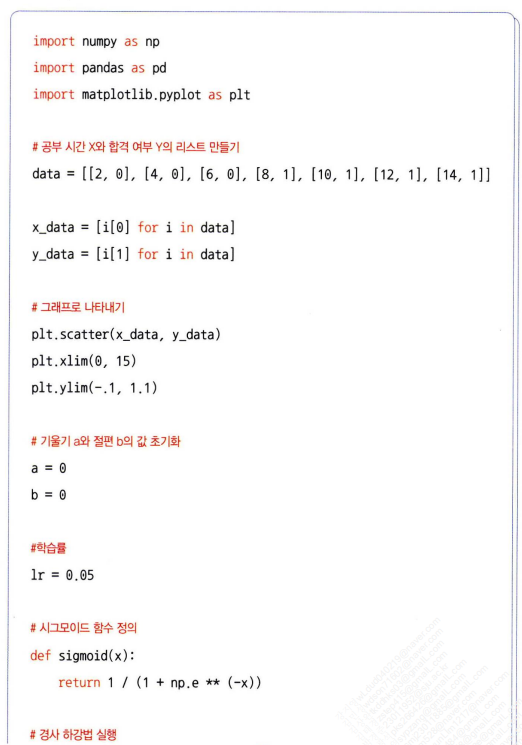 import numpy as np
import pandas as pd
import matplotlib.pyplot as plt
# 공부 시간 X와 합격 여부 Y의 리스트 만들기
data = [[2, 0], [4, 0], [6, 0], [8, 1], [10, 1], [12, 1], [14, 1]]
x_data = [i[0] for i in data]
y_data = [i[1] for i in data]
# 그래프로 나타내기
plt.scatter(x_data, y_data)
plt.xlim(0, 15)
plt.ylim(-.1, 1.1)
# 기울기 a와 절편 b의 값 초기화
a = 0
b = 0
#학습률
lr = 0.05
# 시그모이드 함수 정의
def sigmoid(x):
    return 1 / (1 + np.e ** (-x))
# 경사 하강법 실행